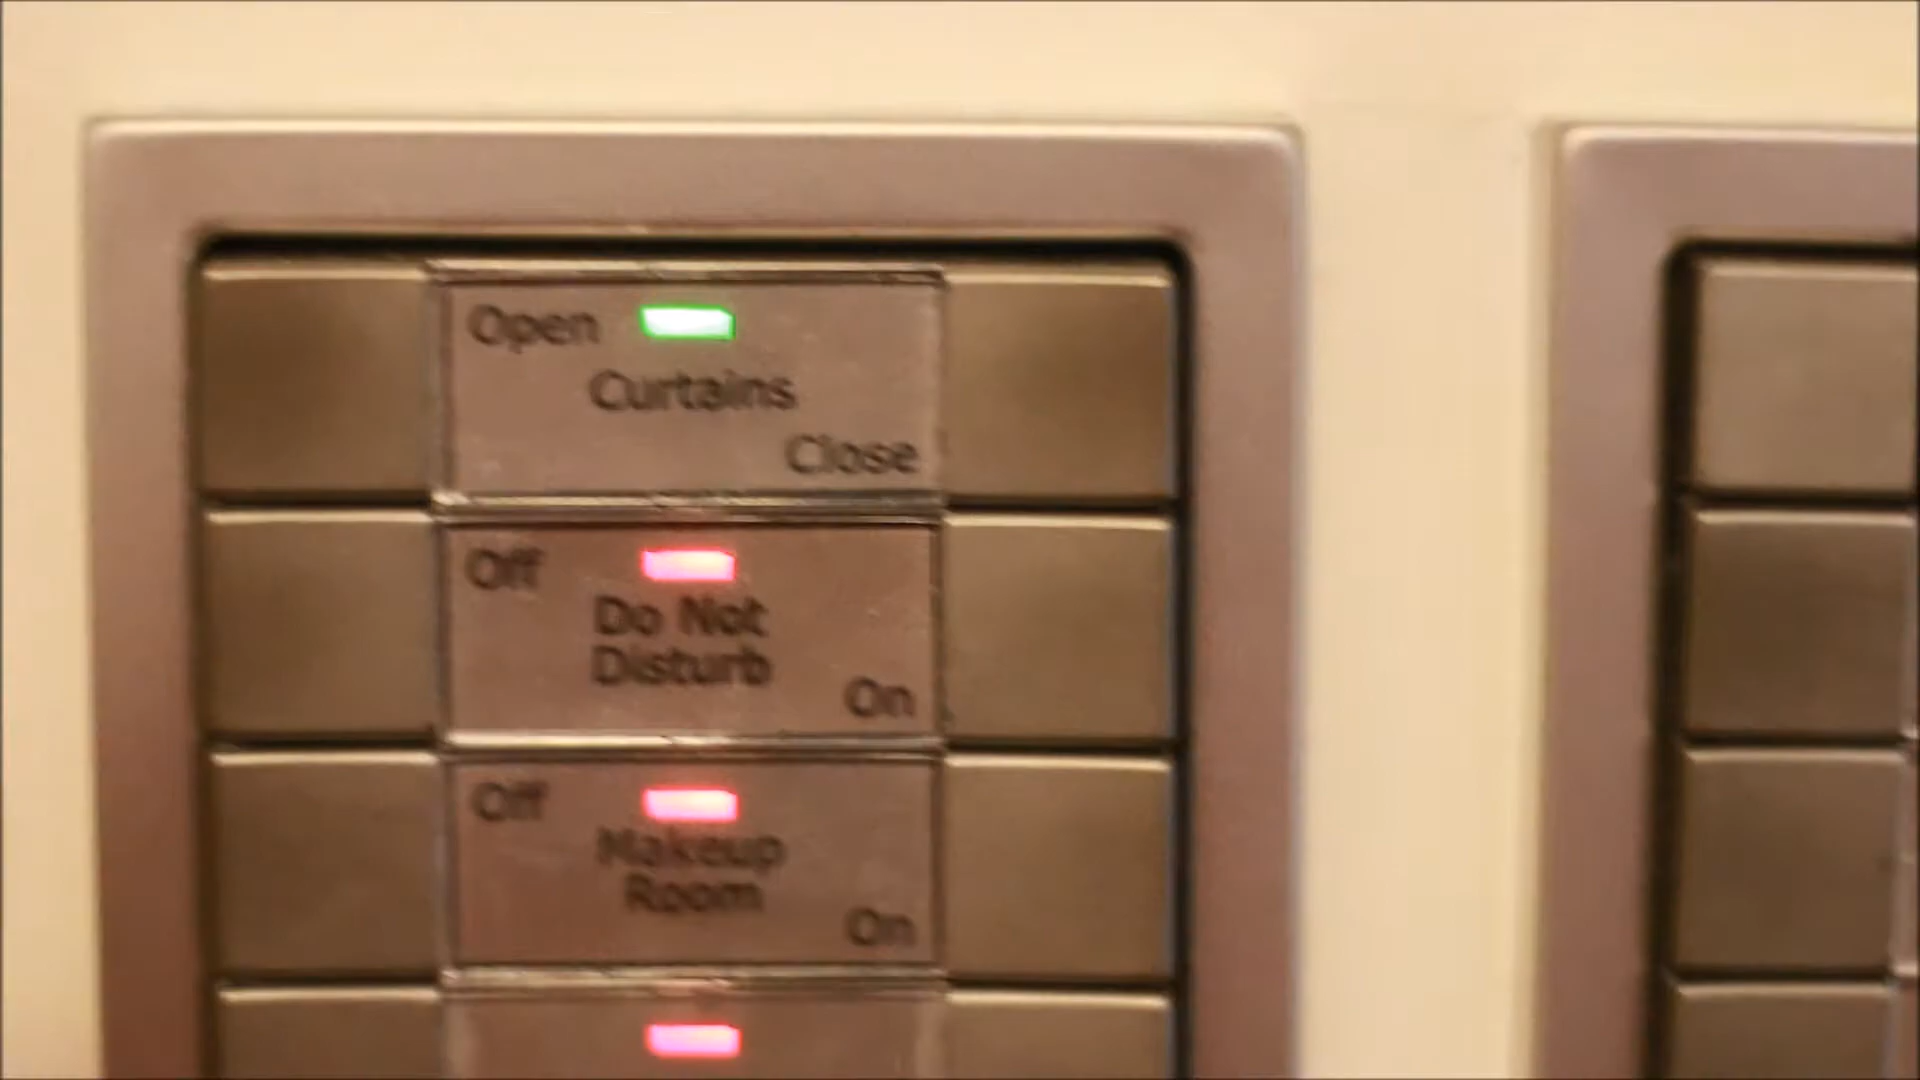 Open
Curtains
Close
Off
Do Not
Disturb
On
Off
Makeup
Room
On